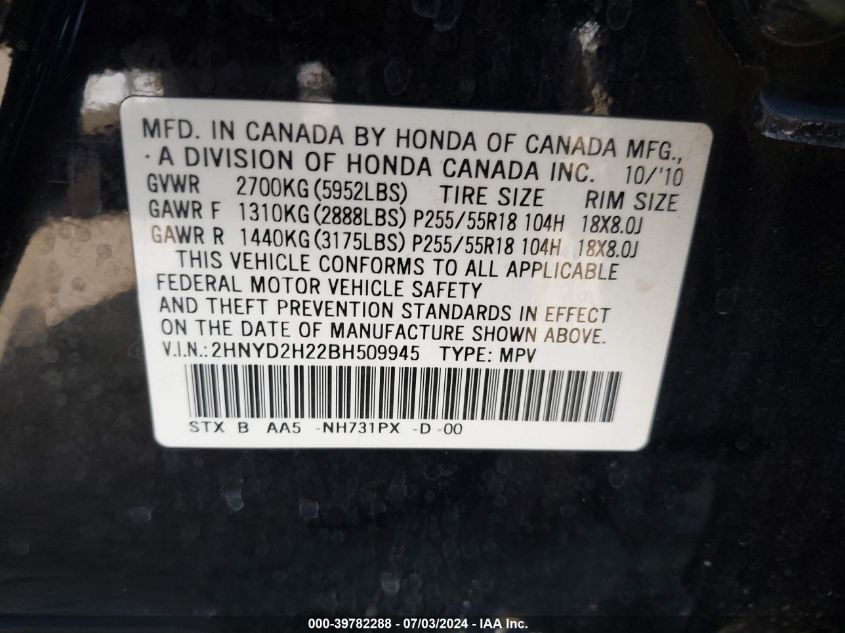 MFD. IN CANADA BY HONDA OF CANADA MFG.,
· A DIVISION OF HONDA CANADA INC. 10/'10
GVWR 2700KG (5952LBS) TIRE SIZE RIM SIZE
GAWR F 1310KG (2888LBS) P255/55R18 104H 18X8.0J
GAWR R 1440KG (3175LBS) P255/55R18 104H 18X8.0J
THIS VEHICLE CONFORMS TO ALL APPLICABLE
FEDERAL MOTOR VEHICLE SAFETY
AND THEFT PREVENTION STANDARDS IN EFFECT
ON THE DATE OF MANUFACTURE SHOWN ABOVE.
V.I.N.: 2HNYD2H22BH509945 TYPE: MPV
STX B AA5 -NH731PX -D -00
000-39782288 - 07/03/2024 - IAA Inc.